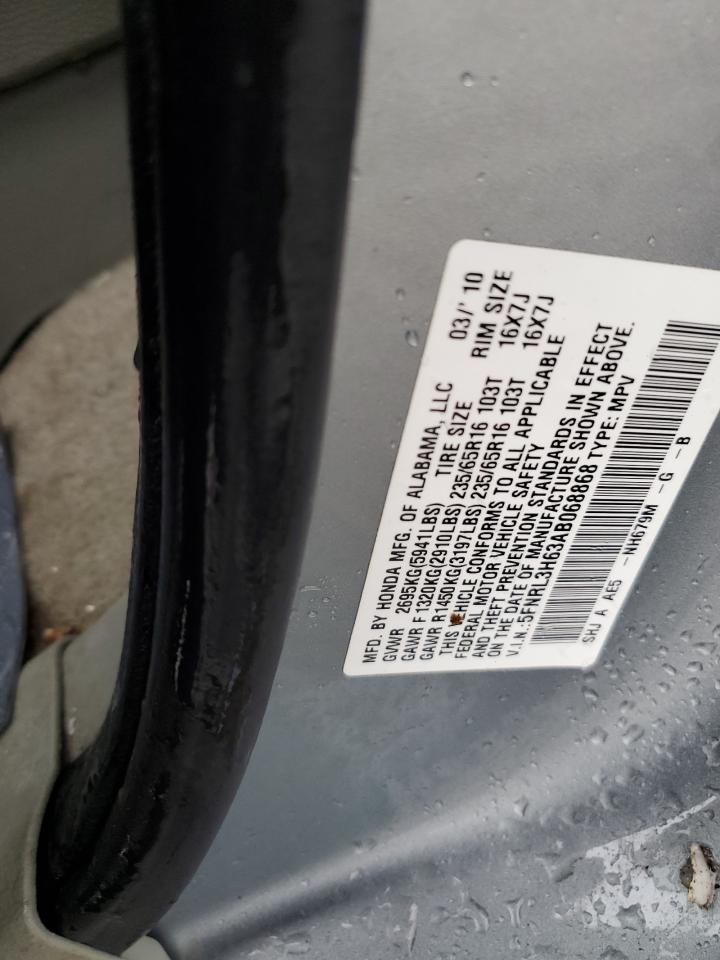 MFD. BY HONDA MFG. OF ALABAMA, LLC 03/' 10
GVWR 2695KG(5941LBS) TIRE SIZE RIM SIZE
GAWR F 1320KG(2910LBS) 235/65R16 103T 16X7J
GAWR R1450KG(3197LBS) 235/65R16 103T 16X7J
THIS VEHICLE CONFORMS TO ALL APPLICABLE
FEDERAL MOTOR VEHICLE SAFETY
AND THEFT PREVENTION STANDARDS IN EFFECT
ON THE DATE OF MANUFACTURE SHOWN ABOVE.
V.I.N.:5FNRL3H63AB068868 TYPE: MPV
SHJ A AE5 -NH679M -G -B